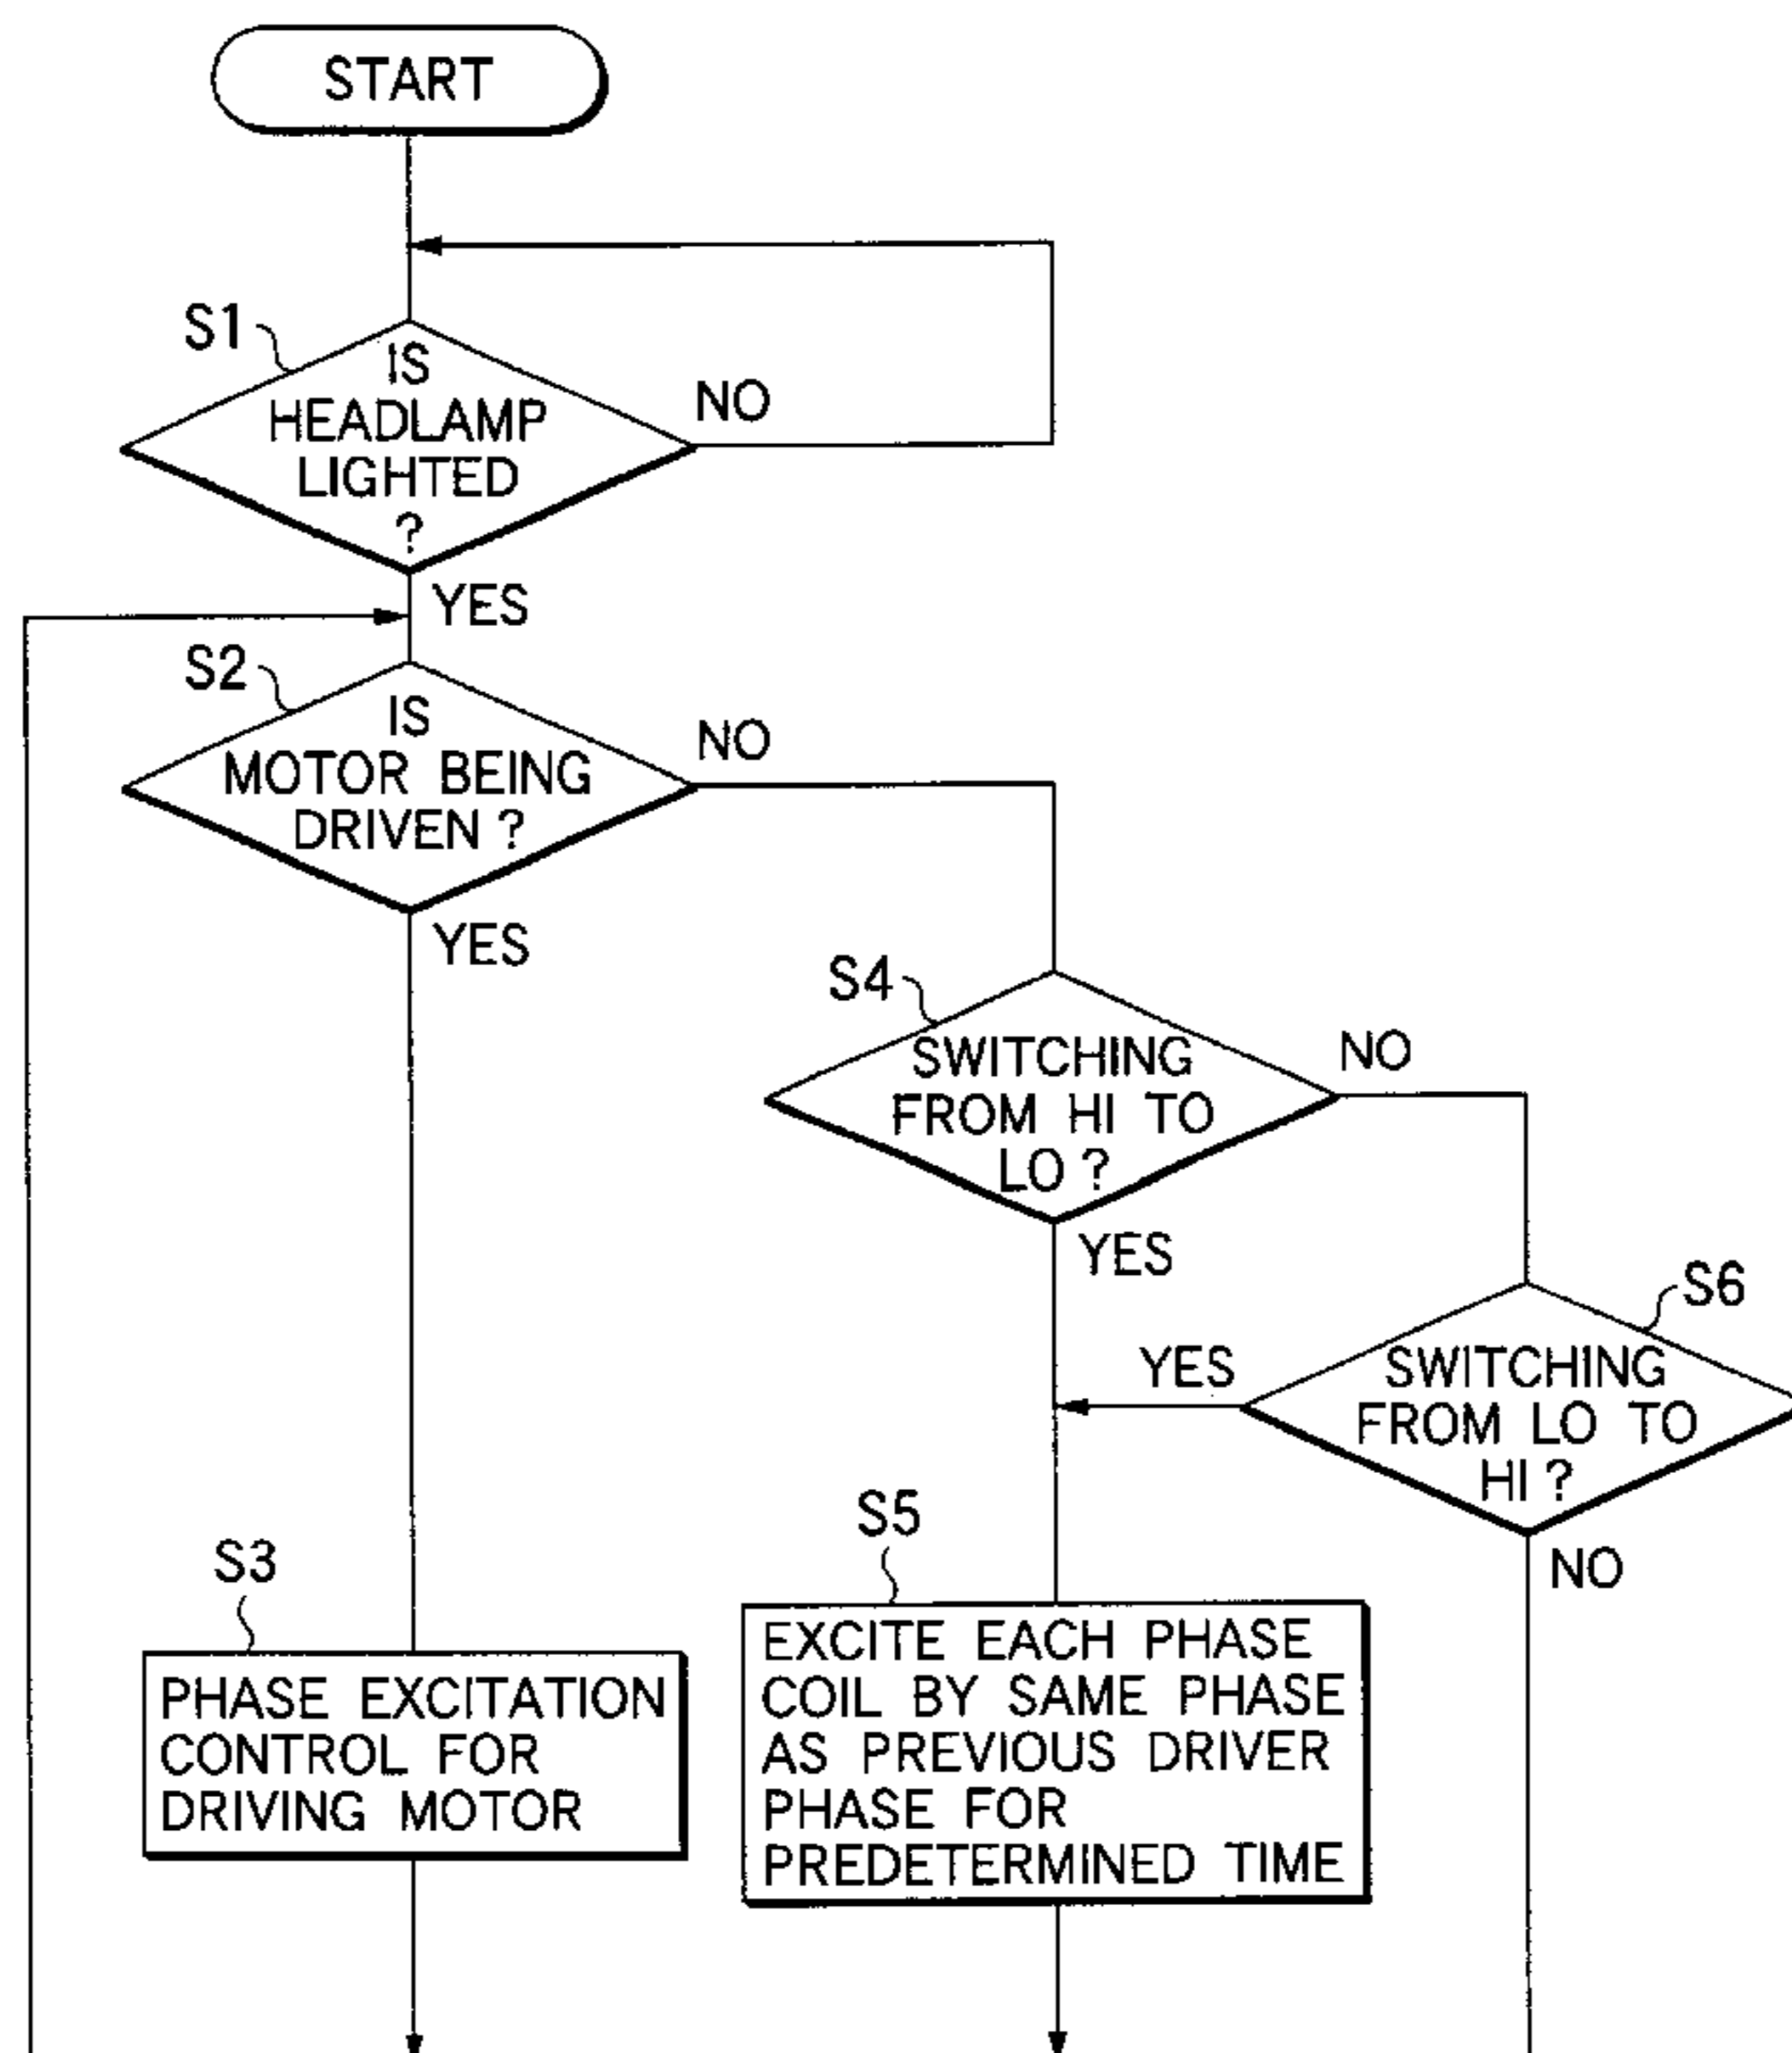 START
S1
IS
HEADLAMP
LIGHTED
?
NO
YES
S2
IS
MOTOR BEING
DRIVEN ?
NO
YES
S4
SWITCHING
FROM HI TO
LO ?
NO
YES
S6
SWITCHING
FROM LO TO
HI ?
YES
NO
S3
PHASE EXCITATION
CONTROL FOR
DRIVING MOTOR
S5
EXCITE EACH PHASE
COIL BY SAME PHASE
AS PREVIOUS DRIVER
PHASE FOR
PREDETERMINED TIME